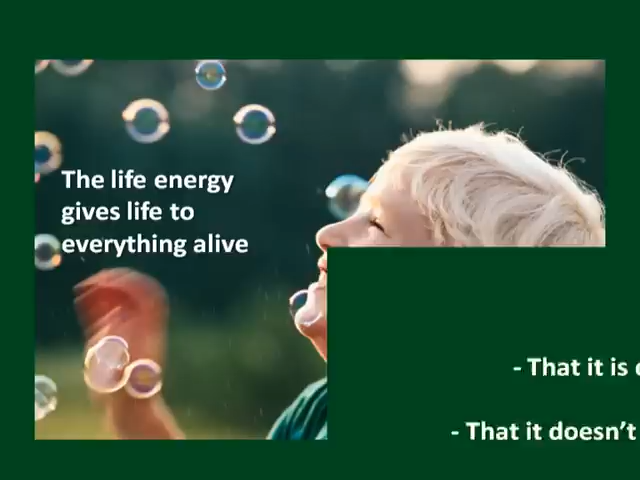 The life energy
gives life to
everything alive
- That it is
- That it doesn't